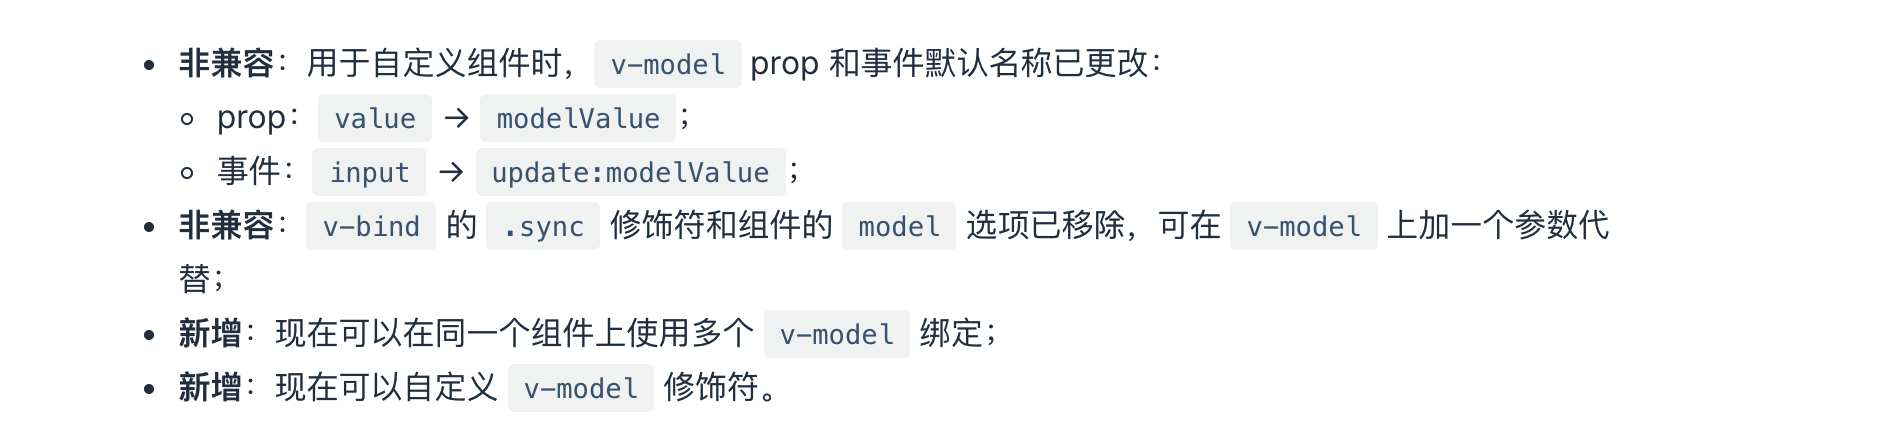 • 非兼容：用于自定义组件时，v-model prop 和事件默认名称已更改：
◦ prop：value → modelValue；
◦ 事件：input → update:modelValue；
• 非兼容：v-bind 的 .sync 修饰符和组件的 model 选项已移除，可在 v-model 上加一个参数代
替；
• 新增：现在可以在同一个组件上使用多个 v-model 绑定；
• 新增：现在可以自定义 v-model 修饰符。